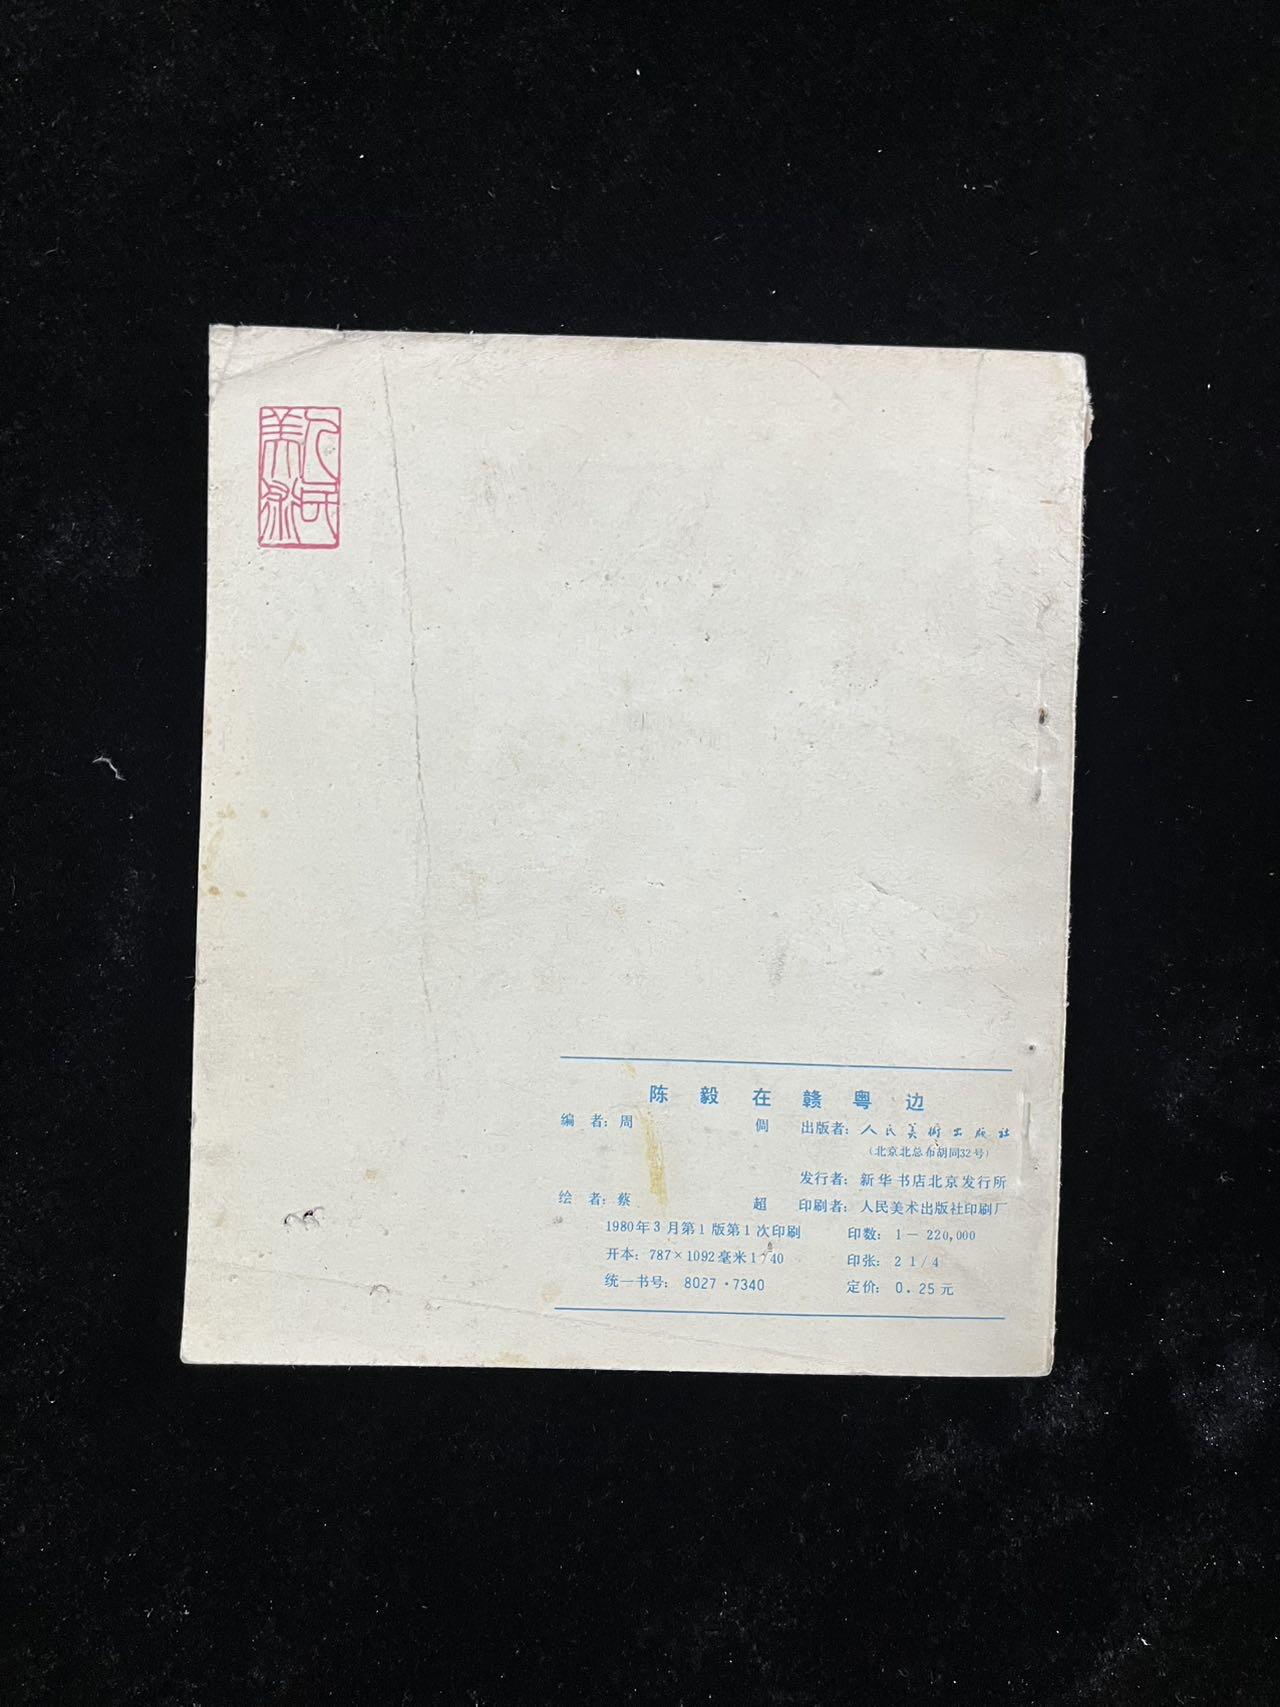 人民美术
陈毅在赣粤边
编者：周倜 出版者：人民美術出版社
（北京北总布胡同32号）
发行者：新华书店北京发行所
绘者：蔡超 印刷者：人民美术出版社印刷厂
1980年3月第1版第1次印刷 印数：1－220,000
开本：787×1092毫米1/40 印张：2 1/4
统一书号：8027·7340 定价：0.25元